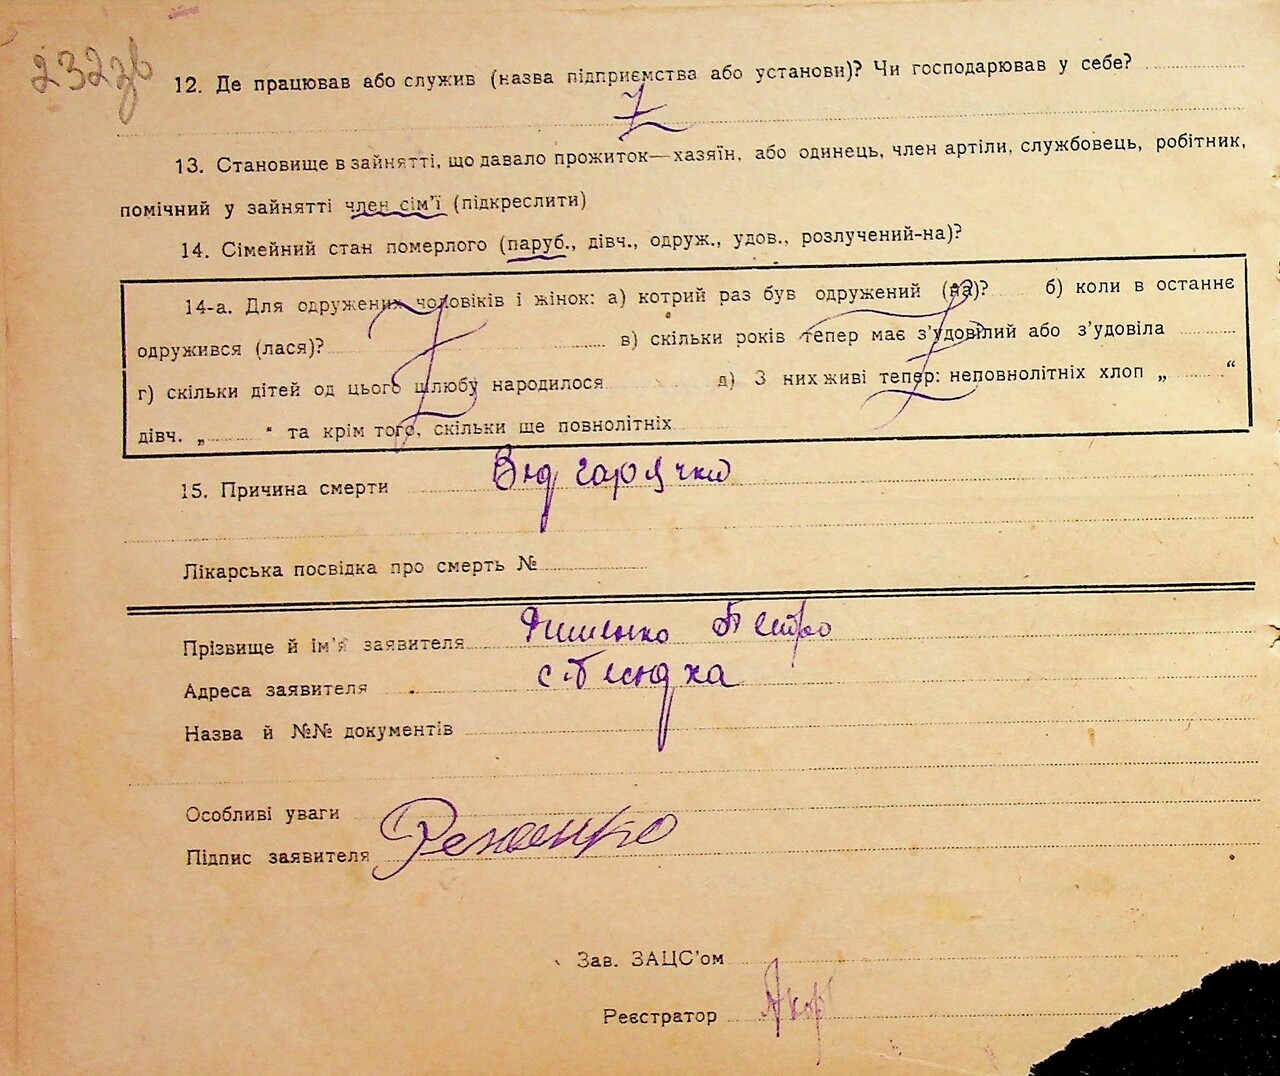 232зв
12. Де працював або служив (назва підприємства або установи)? Чи господарював у себе?
Z
13. Становище в зайнятті, що давало прожиток—хазяїн, або одинець, член артіли, службовець, робітник,
помічний у зайнятті член сім'ї (підкреслити)
14. Сімейний стан померлого (паруб., дівч., одруж., удов., розлучений-на)?
14-а. Для одружених чоловіків і жінок: а) котрий раз був одружений (на)? б) коли в останнє
одружився (лася)? в) скільки років тепер має з'удовілий або з'удовіла
г) скільки дітей од цього шлюбу народилося д) З них живі тепер: неповнолітніх хлоп „ “
дівч. „ “ та крім того, скільки ще повнолітніх
15. Причина смерти Від гарячки
Лікарська посвідка про смерть №
Прізвище й ім'я заявителя Петро
Адреса заявителя
Назва й №№ документів
Особливі уваги
Підпис заявителя
Зав. ЗАЦС'ом
Реєстратор